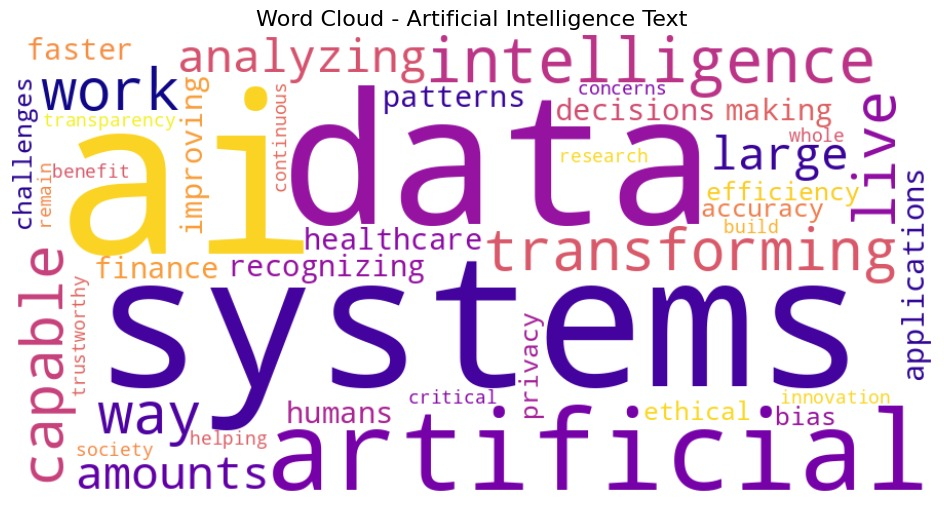 Word Cloud - Artificial Intelligence Text
faster
analyzing
intelligence
work
patterns
concerns
decisions
making
challenges
transparency
ai
improving
continuous
data
whole
large
live
remain
benefit
research
efficiency
accuracy
build
applications
healthcare
transforming
finance
recognizing
capable
trustworthy
systems
privacy
way
humans
critical
ethical
innovation
bias
society
helping
amounts
artificial